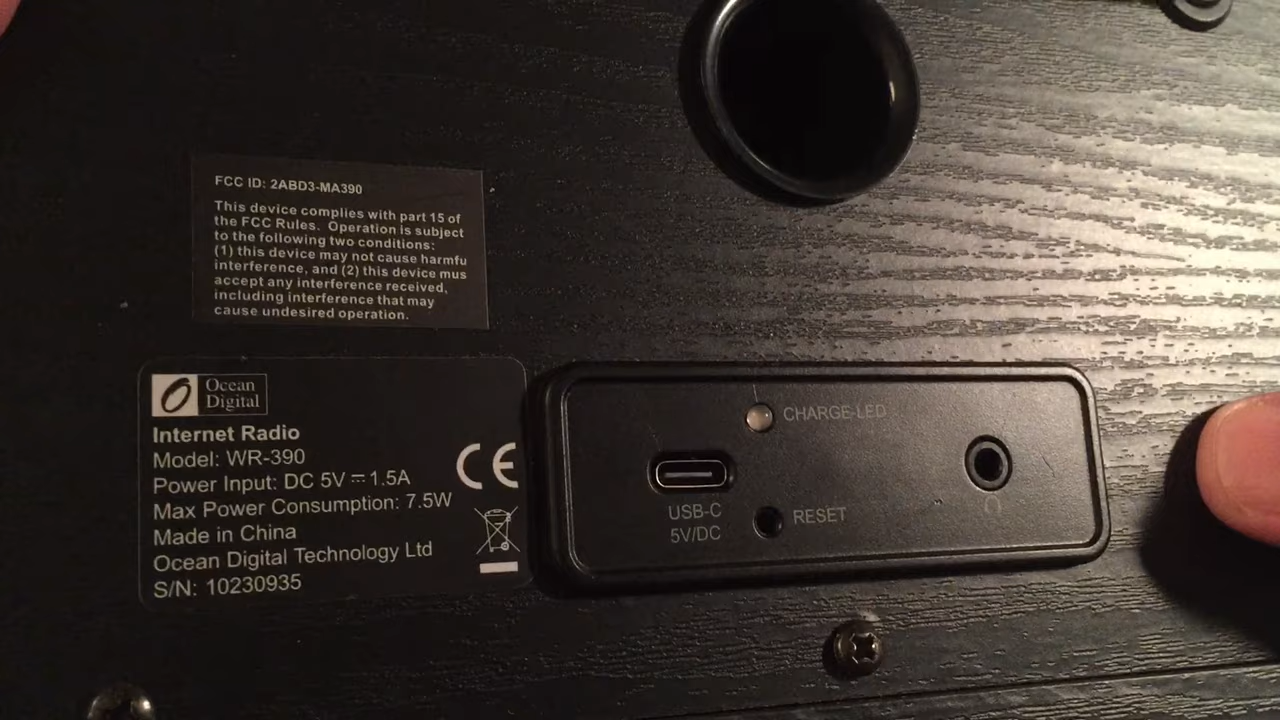 FCC ID: 2ABD3-MA390
This device complies with part 15 of
the FCC Rules. Operation is subject
to the following two conditions:
(1) this device may not cause harmfu
interference, and (2) this device mus
accept any interference received,
including interference that may
cause undesired operation.
Ocean
Digital
Internet Radio
Model: WR-390
Power Input: DC 5V⎓1.5A
Max Power Consumption: 7.5W
Made in China
Ocean Digital Technology Ltd
S/N: 10230935
CE
CHARGE-LED
USB-C
5V/DC
RESET